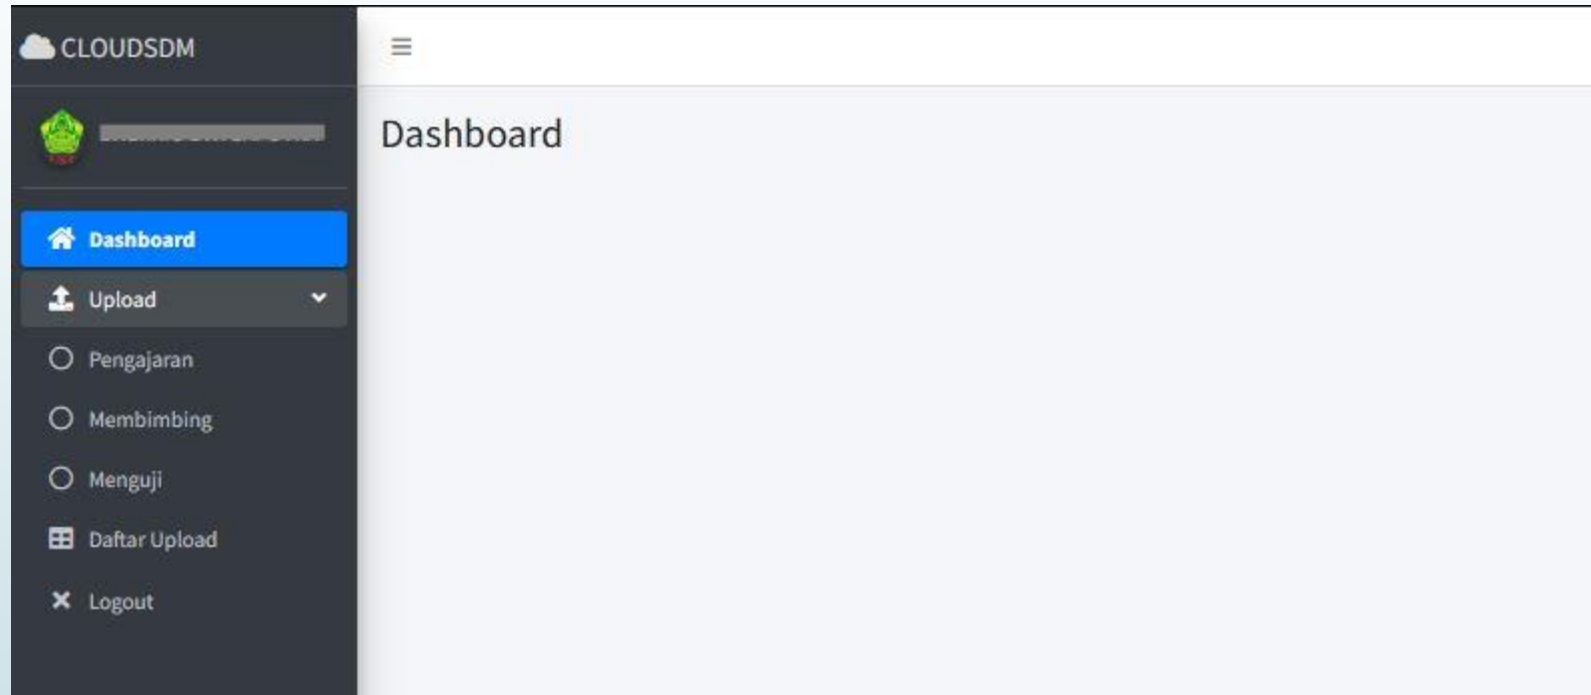 CLOUDSDM
Dashboard
Dashboard
Upload
Pengajaran
Membimbing
Menguji
Daftar Upload
Logout